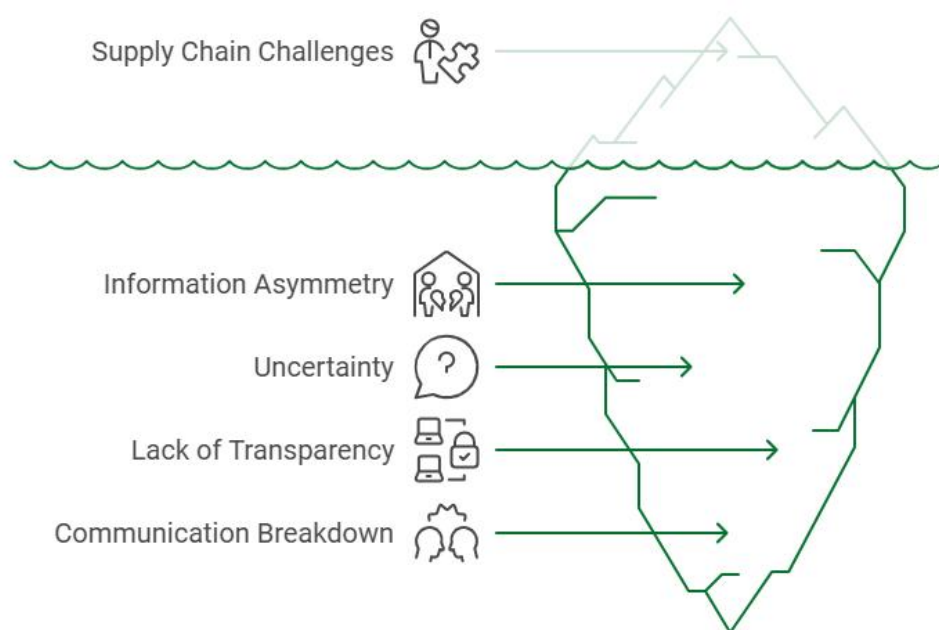 Supply Chain Challenges
Information Asymmetry
Uncertainty
?
Lack of Transparency
Communication Breakdown